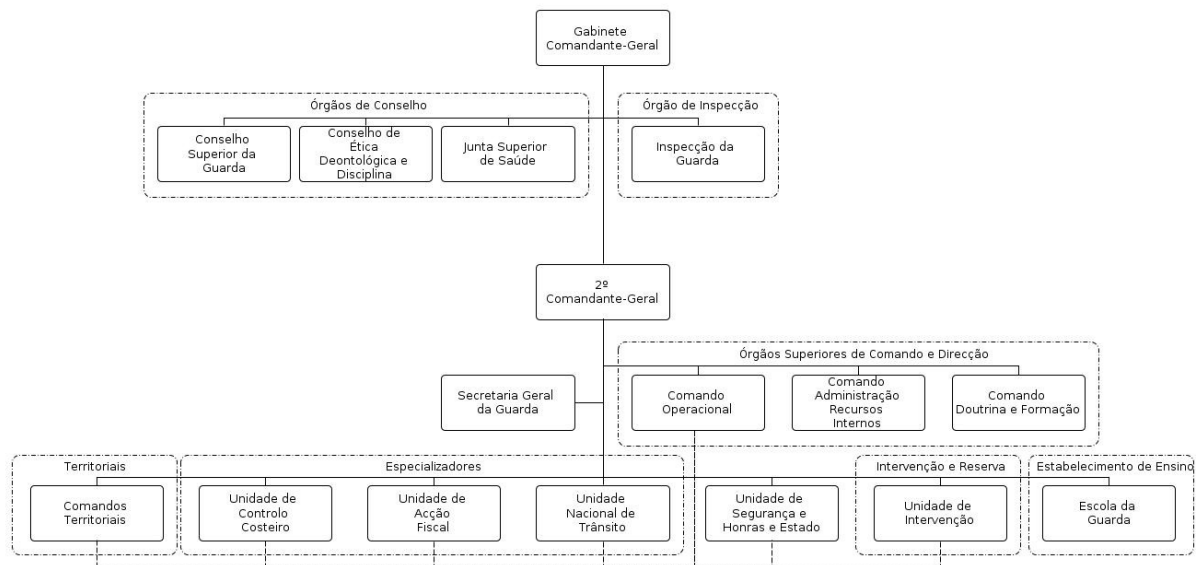 Gabinete
Comandante-Geral
Órgãos de Conselho
Órgão de Inspecção
Conselho
Superior da
Guarda
Conselho de
Ética
Deontológica e
Disciplina
Junta Superior
de Saúde
Inspecção da
Guarda
2º
Comandante-Geral
Órgãos Superiores de Comando e Direcção
Secretaria Geral
da Guarda
Comando
Operacional
Comando
Administração
Recursos
Internos
Comando
Doutrina e Formação
Territoriais
Especializadores
Intervenção e Reserva
Estabelecimento de Ensino
Comandos
Territoriais
Unidade de
Controlo
Costeiro
Unidade de
Acção
Fiscal
Unidade
Nacional de
Trânsito
Unidade de
Segurança e
Honras e Estado
Unidade de
Intervenção
Escola da
Guarda